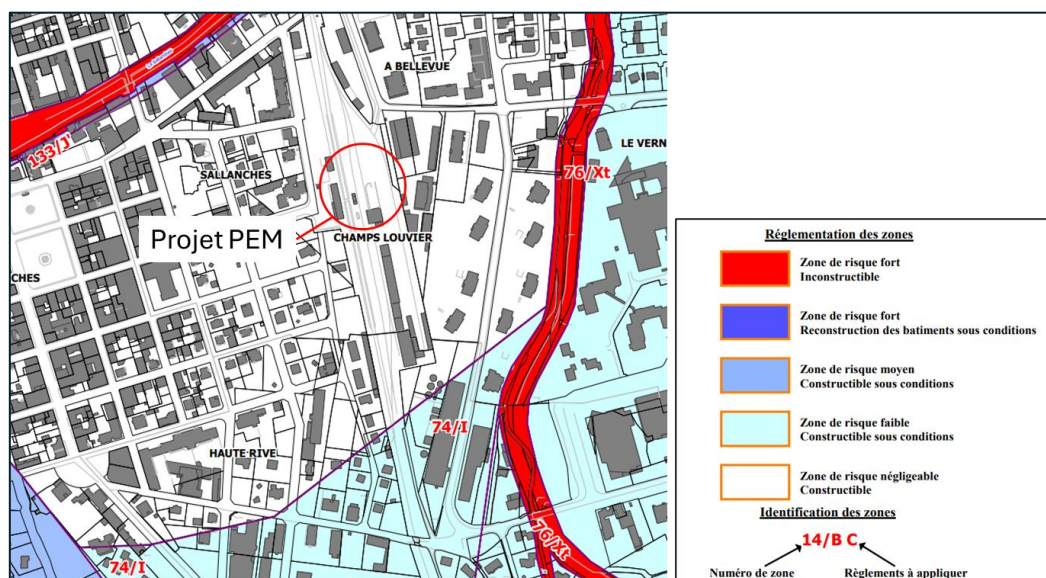 A BELLEVUE
LE VERN
133/J'
76/Xt
SALLANCHES
Projet PEM
CHAMPS LOUVIER
CHES
74/I
HAUTE RIVE
76/Xt
74/I
Réglementation des zones
Zone de risque fort
Inconstructible
Zone de risque fort
Reconstruction des batiments sous conditions
Zone de risque moyen
Constructible sous conditions
Zone de risque faible
Constructible sous conditions
Zone de risque négligeable
Constructible
Identification des zones
14/B C
Numéro de zone
Règlements à appliquer